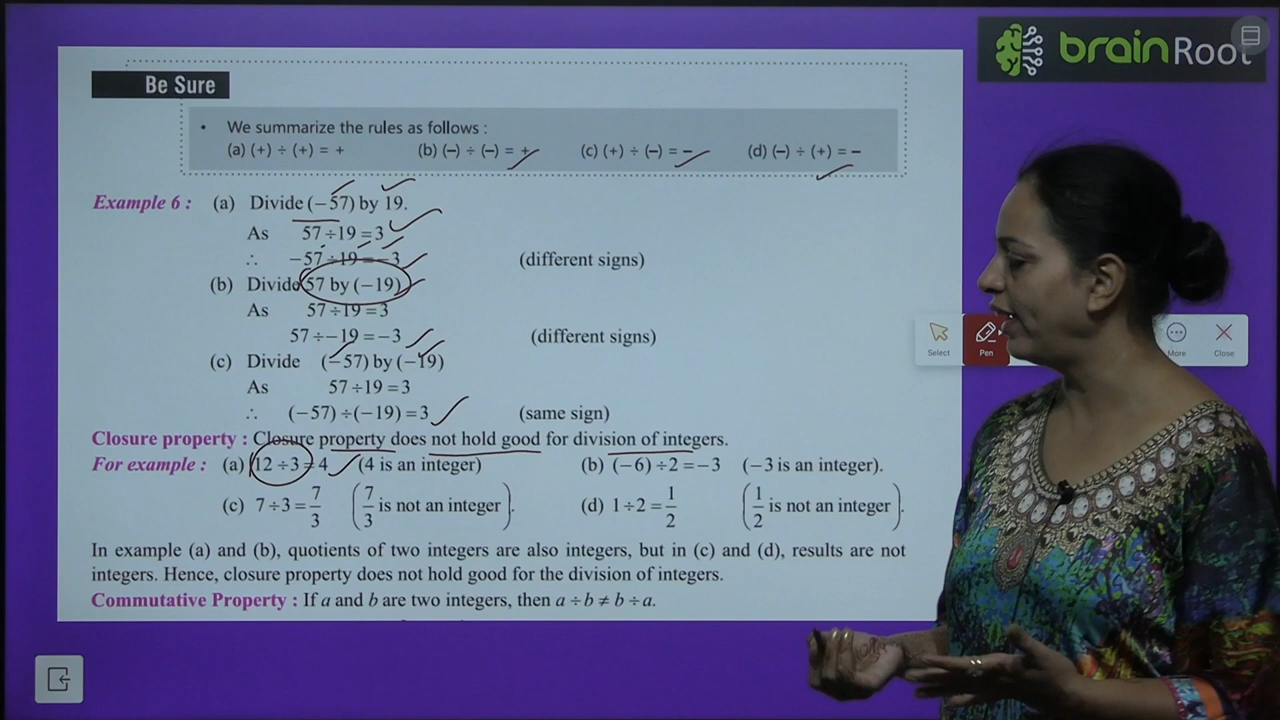 brainRoot
Be Sure
• We summarize the rules as follows :
(a) (+) ÷ (+) = + (b) (–) ÷ (–) = + (c) (+) ÷ (–) = – (d) (–) ÷ (+) = –
Example 6 : (a) Divide (−57) by 19.
As 57 ÷ 19 = 3
∴ −57 ÷ 19 = −3 (different signs)
(b) Divide 57 by (−19)
As 57 ÷ 19 = 3
57 ÷ −19 = −3 (different signs)
(c) Divide (−57) by (−19)
As 57 ÷ 19 = 3
∴ (−57) ÷ (−19) = 3 (same sign)
Closure property : Closure property does not hold good for division of integers.
For example : (a) 12 ÷ 3 = 4 (4 is an integer) (b) (−6) ÷ 2 = −3 (−3 is an integer).
(c) 7 ÷ 3 = 7/3 (7/3 is not an integer). (d) 1 ÷ 2 = 1/2 (1/2 is not an integer).
In example (a) and (b), quotients of two integers are also integers, but in (c) and (d), results are not
integers. Hence, closure property does not hold good for the division of integers.
Commutative Property : If a and b are two integers, then a ÷ b ≠ b ÷ a.
Select
Pen
More
Close